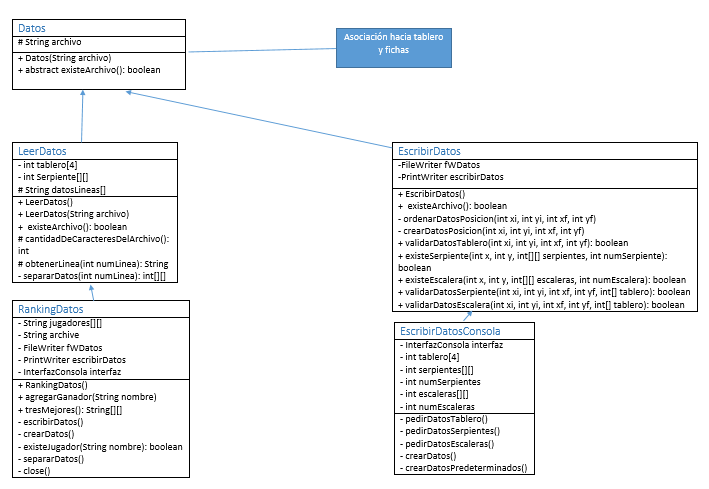 Datos
# String archivo
+ Datos(String archivo)
+ abstract existeArchivo(): boolean
Asociación hacia tablero
y fichas
LeerDatos
- int tablero[4]
- int Serpiente[][]
# String datosLineas[]
+ LeerDatos()
+ LeerDatos(String archivo)
+ existeArchivo(): boolean
# cantidadDeCaracteresDelArchivo():
int
# obtenerLinea(int numLinea): String
- separarDatos(int numLinea): int[][]
EscribirDatos
-FileWriter fWDatos
-PrintWriter escribirDatos
+ EscribirDatos()
+ existeArchivo(): boolean
- ordenarDatosPosicion(int xi, int yi, int xf, int yf)
- crearDatosPosicion(int xi, int yi, int xf, int yf)
+ validarDatosTablero(int xi, int yi, int xf, int yf): boolean
+ existeSerpiente(int x, int y, int[][] serpientes, int numSerpiente):
boolean
+ existeEscalera(int x, int y, int[][] escaleras, int numEscalera): boolean
+ validarDatosSerpiente(int xi, int yi, int xf, int yf, int[] tablero): boolean
+ validarDatosEscalera(int xi, int yi, int xf, int yf, int[] tablero): boolean
RankingDatos
- String jugadores[][]
- String archive
- FileWriter fWDatos
- PrintWriter escribirDatos
- InterfazConsola interfaz
+ RankingDatos()
+ agregarGanador(String nombre)
+ tresMejores(): String[][]
- escribirDatos()
- crearDatos()
- existeJugador(String nombre): boolean
- separarDatos()
- close()
EscribirDatosConsola
- InterfazConsola interfaz
- int tablero[4]
- int serpientes[][]
- int numSerpientes
- int escaleras[][]
- int numEscaleras
- pedirDatosTablero()
- pedirDatosSerpientes()
- pedirDatosEscaleras()
- crearDatos()
- crearDatosPredeterminados()